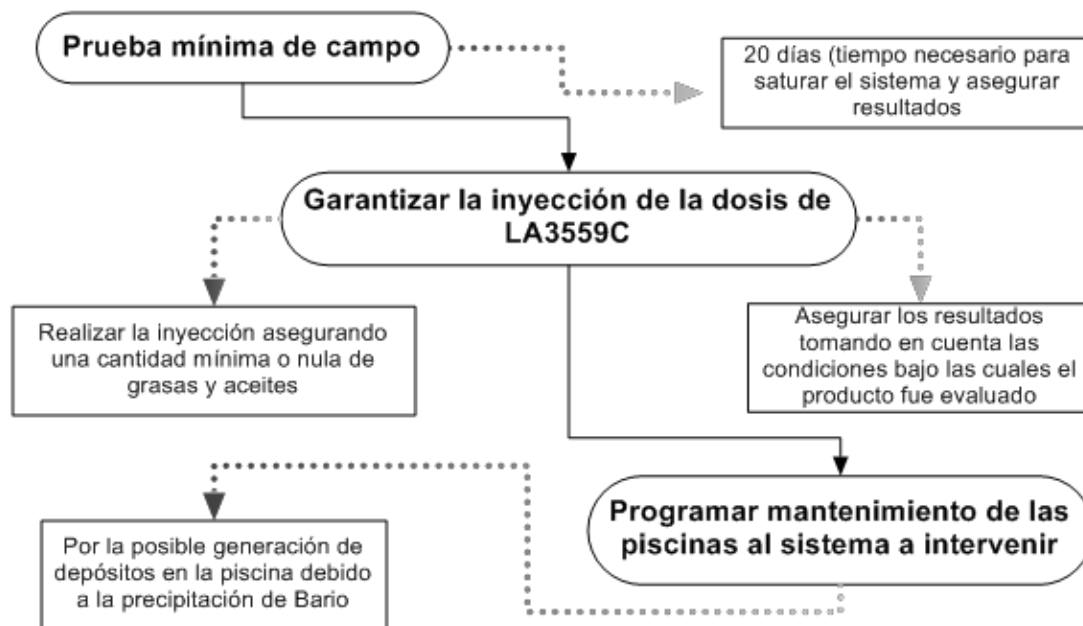 Prueba mínima de campo
20 días (tiempo necesario para
saturar el sistema y asegurar
resultados
Garantizar la inyección de la dosis de
LA3559C
Realizar la inyección asegurando
una cantidad mínima o nula de
grasas y aceites
Asegurar los resultados
tomando en cuenta las
condiciones bajo las cuales el
producto fue evaluado
Programar mantenimiento de las
piscinas al sistema a intervenir
Por la posible generación de
depósitos en la piscina debido
a la precipitación de Bario